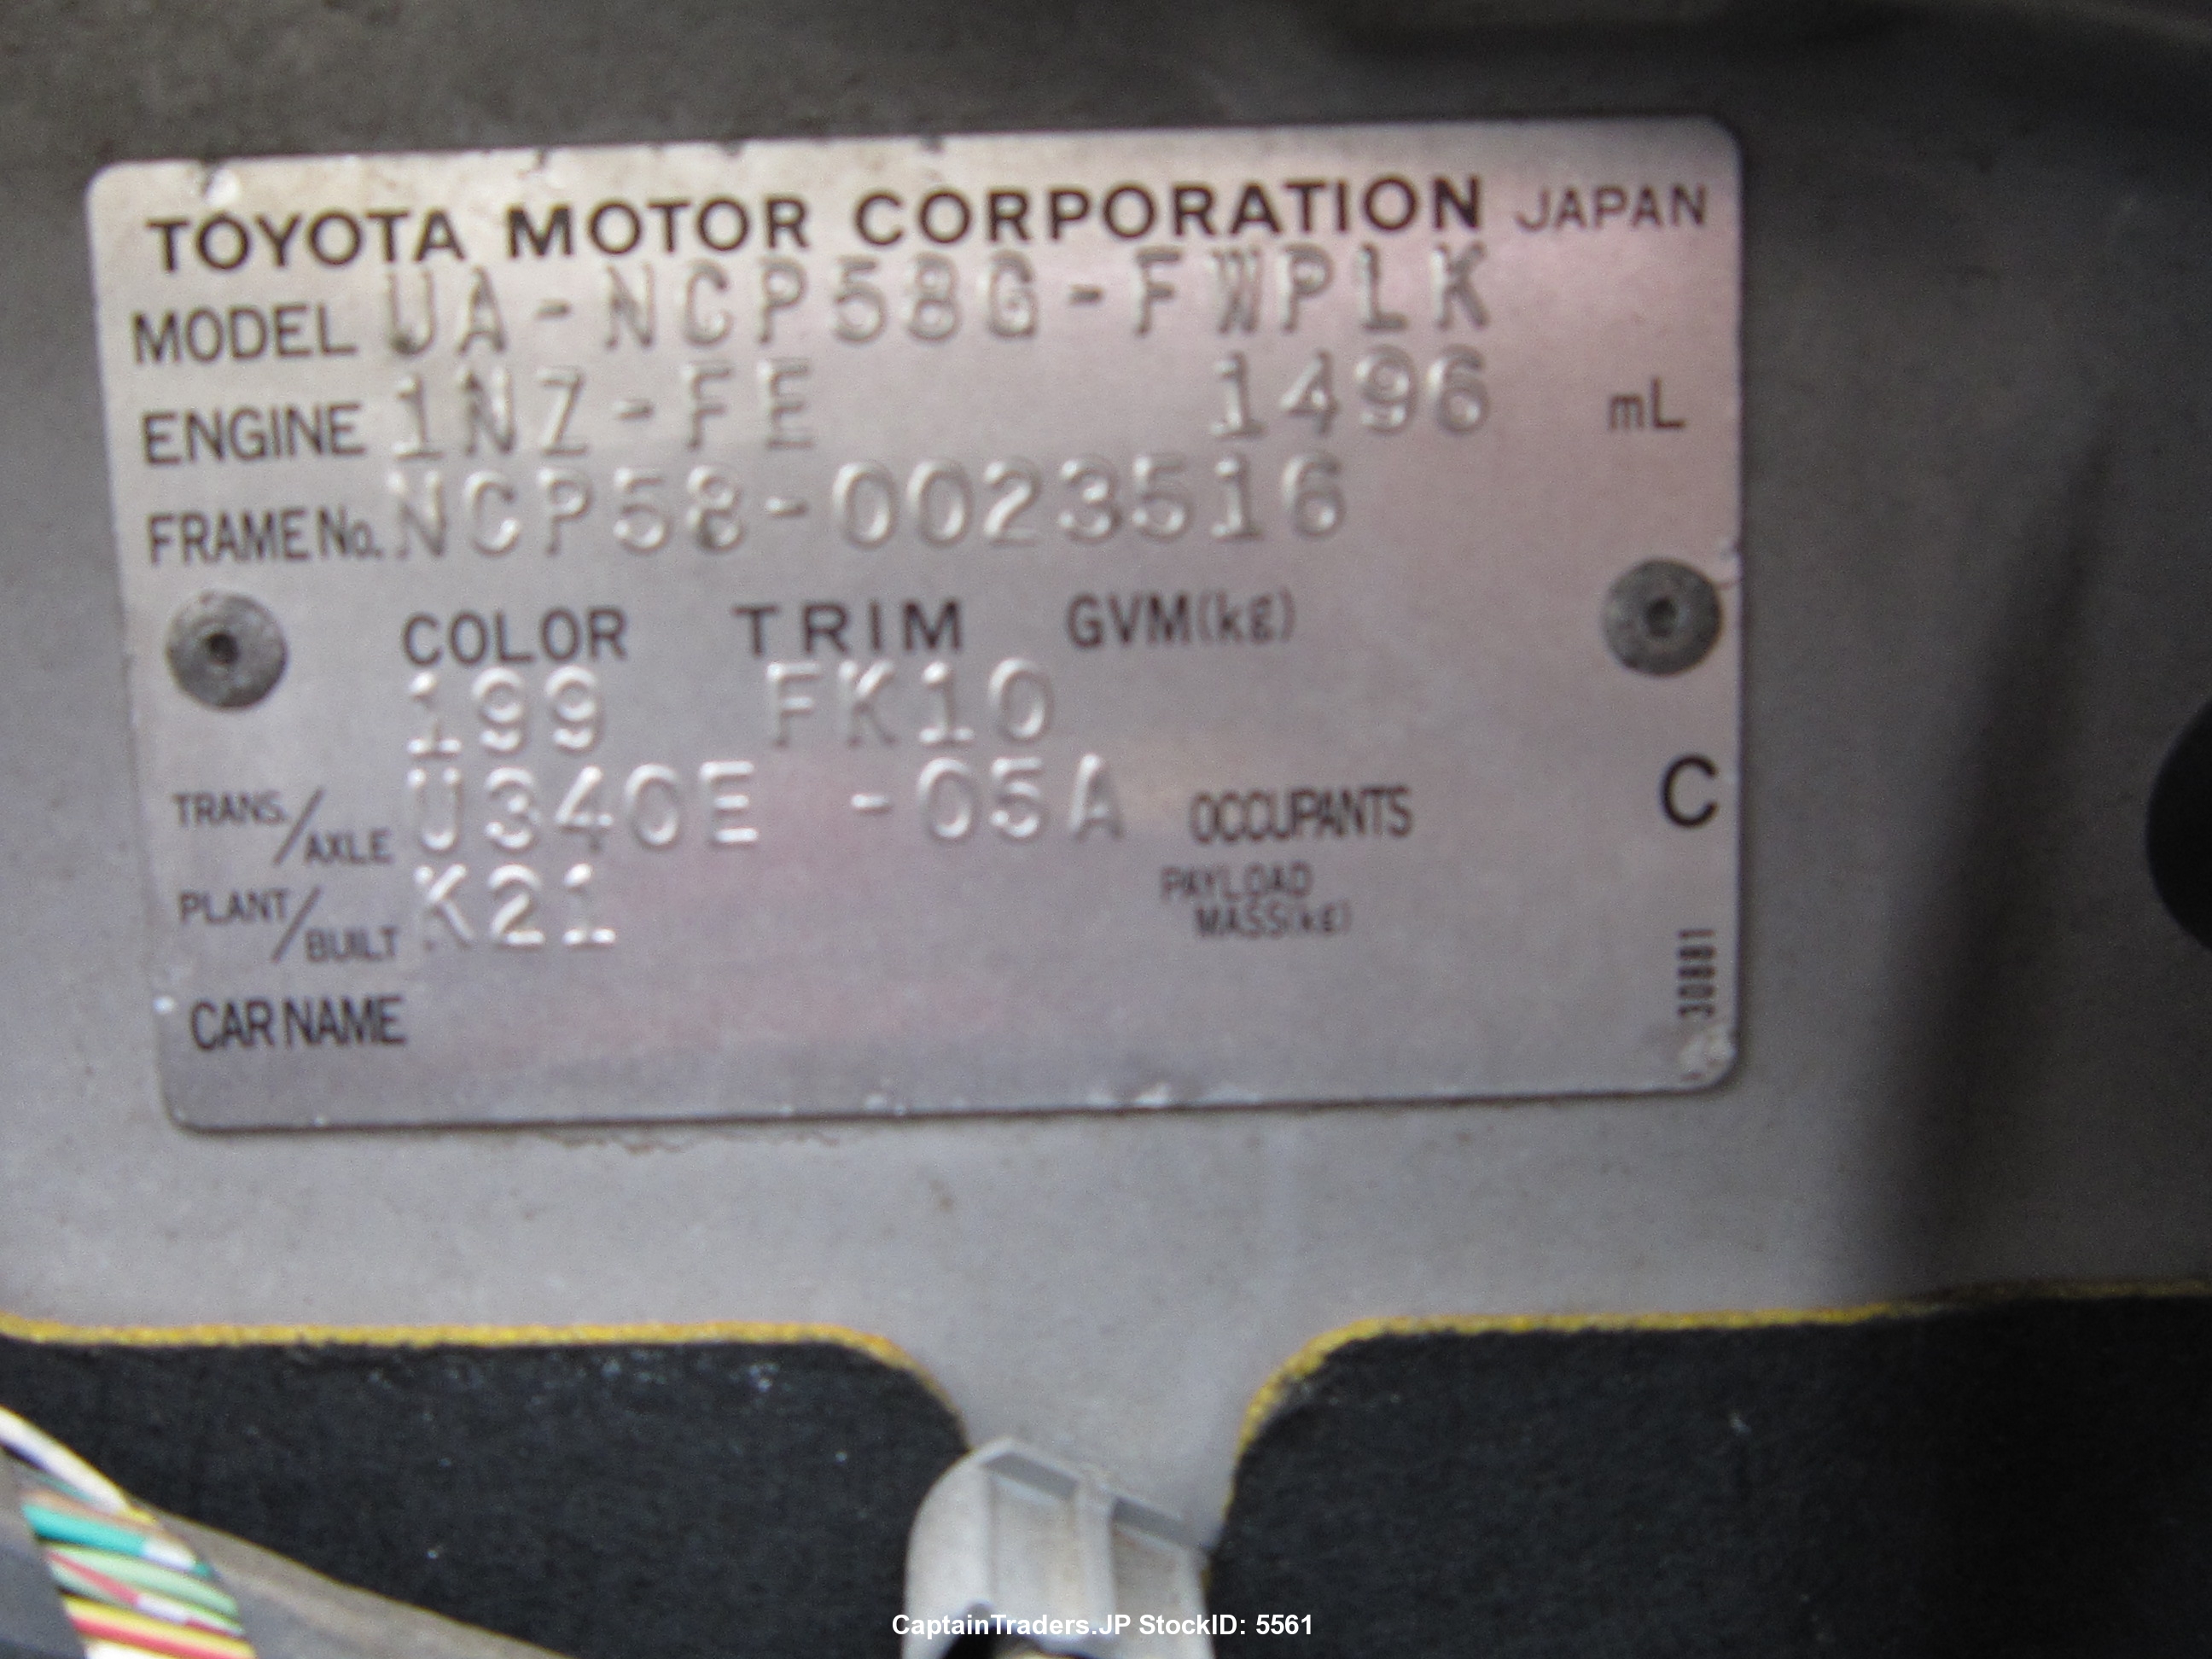 TOYOTA MOTOR CORPORATION JAPAN
MODEL UA-NCP58G-FWPLK
ENGINE 1NZ-FE 1496 mL
FRAME No. NCP58-0023516
COLOR TRIM GVM(kg)
199 FK10
TRANS./AXLE U340E -05A OCCUPANTS C
PLANT/BUILT K21 PAYLOAD MASS(kg)
CAR NAME
30881
CaptainTraders.JP StockID: 5561